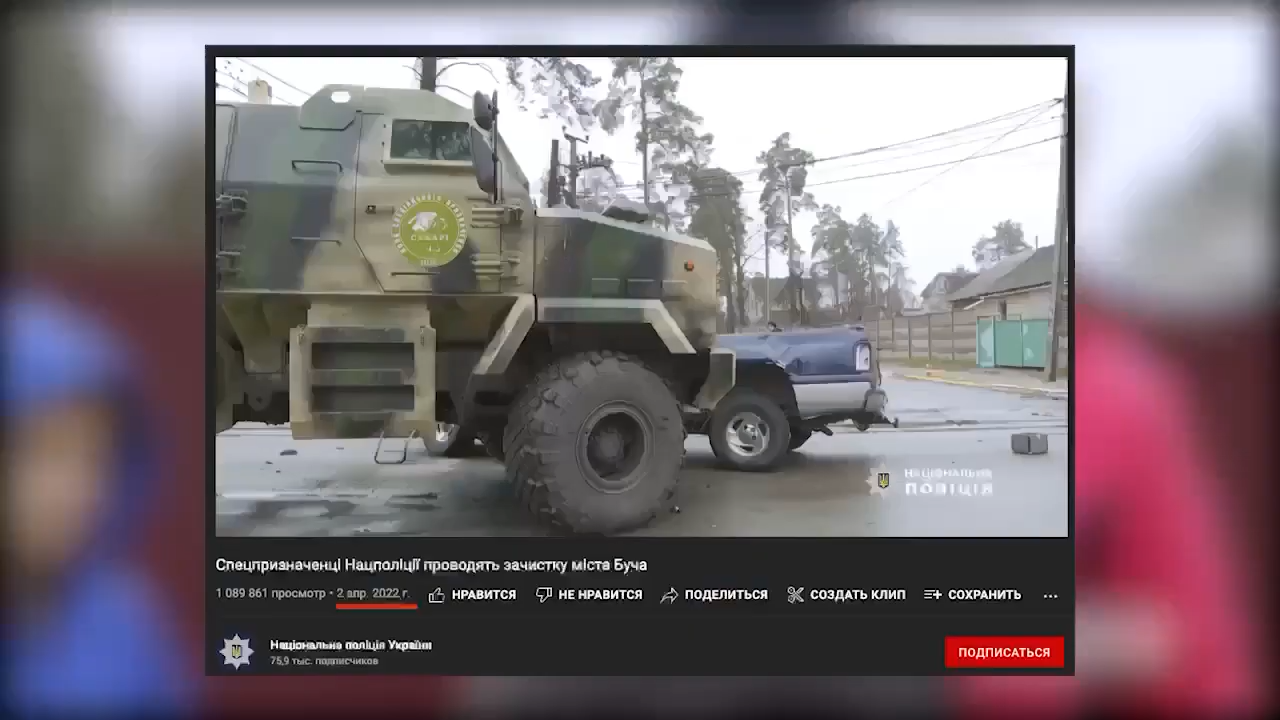 САФАРІ
НАЦІОНАЛЬНА
ПОЛІЦІЯ
Спецпризначенці Нацполіції проводять зачистку міста Буча
1 089 861 просмотр • 2 апр. 2022 г.
НРАВИТСЯ
НЕ НРАВИТСЯ
ПОДЕЛИТЬСЯ
СОЗДАТЬ КЛИП
СОХРАНИТЬ
Національна поліція України
75,9 тыс. подписчиков
ПОДПИСАТЬСЯ